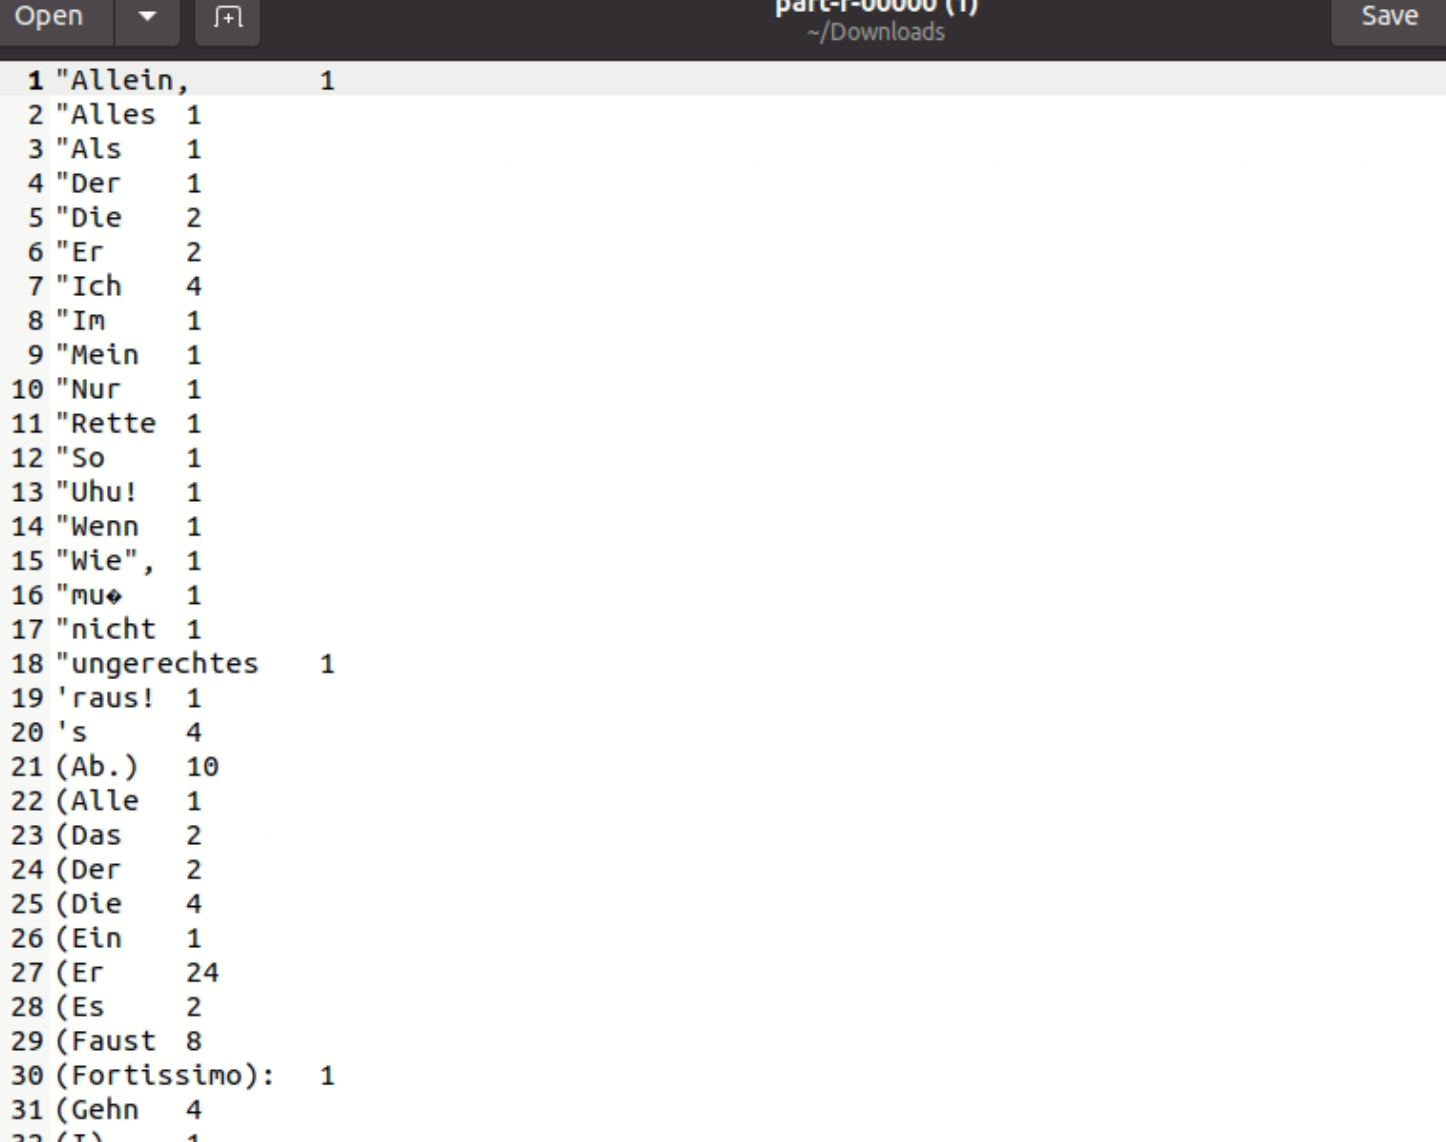 Open
part-r-00000 (1)
~/Downloads
Save
1 "Allein, 1
2 "Alles 1
3 "Als 1
4 "Der 1
5 "Die 2
6 "Er 2
7 "Ich 4
8 "Im 1
9 "Mein 1
10 "Nur 1
11 "Rette 1
12 "So 1
13 "Uhu! 1
14 "Wenn 1
15 "Wie", 1
16 "mu� 1
17 "nicht 1
18 "ungerechtes 1
19 'raus! 1
20 's 4
21 (Ab.) 10
22 (Alle 1
23 (Das 2
24 (Der 2
25 (Die 4
26 (Ein 1
27 (Er 24
28 (Es 2
29 (Faust 8
30 (Fortissimo): 1
31 (Gehn 4
32 (I) 1